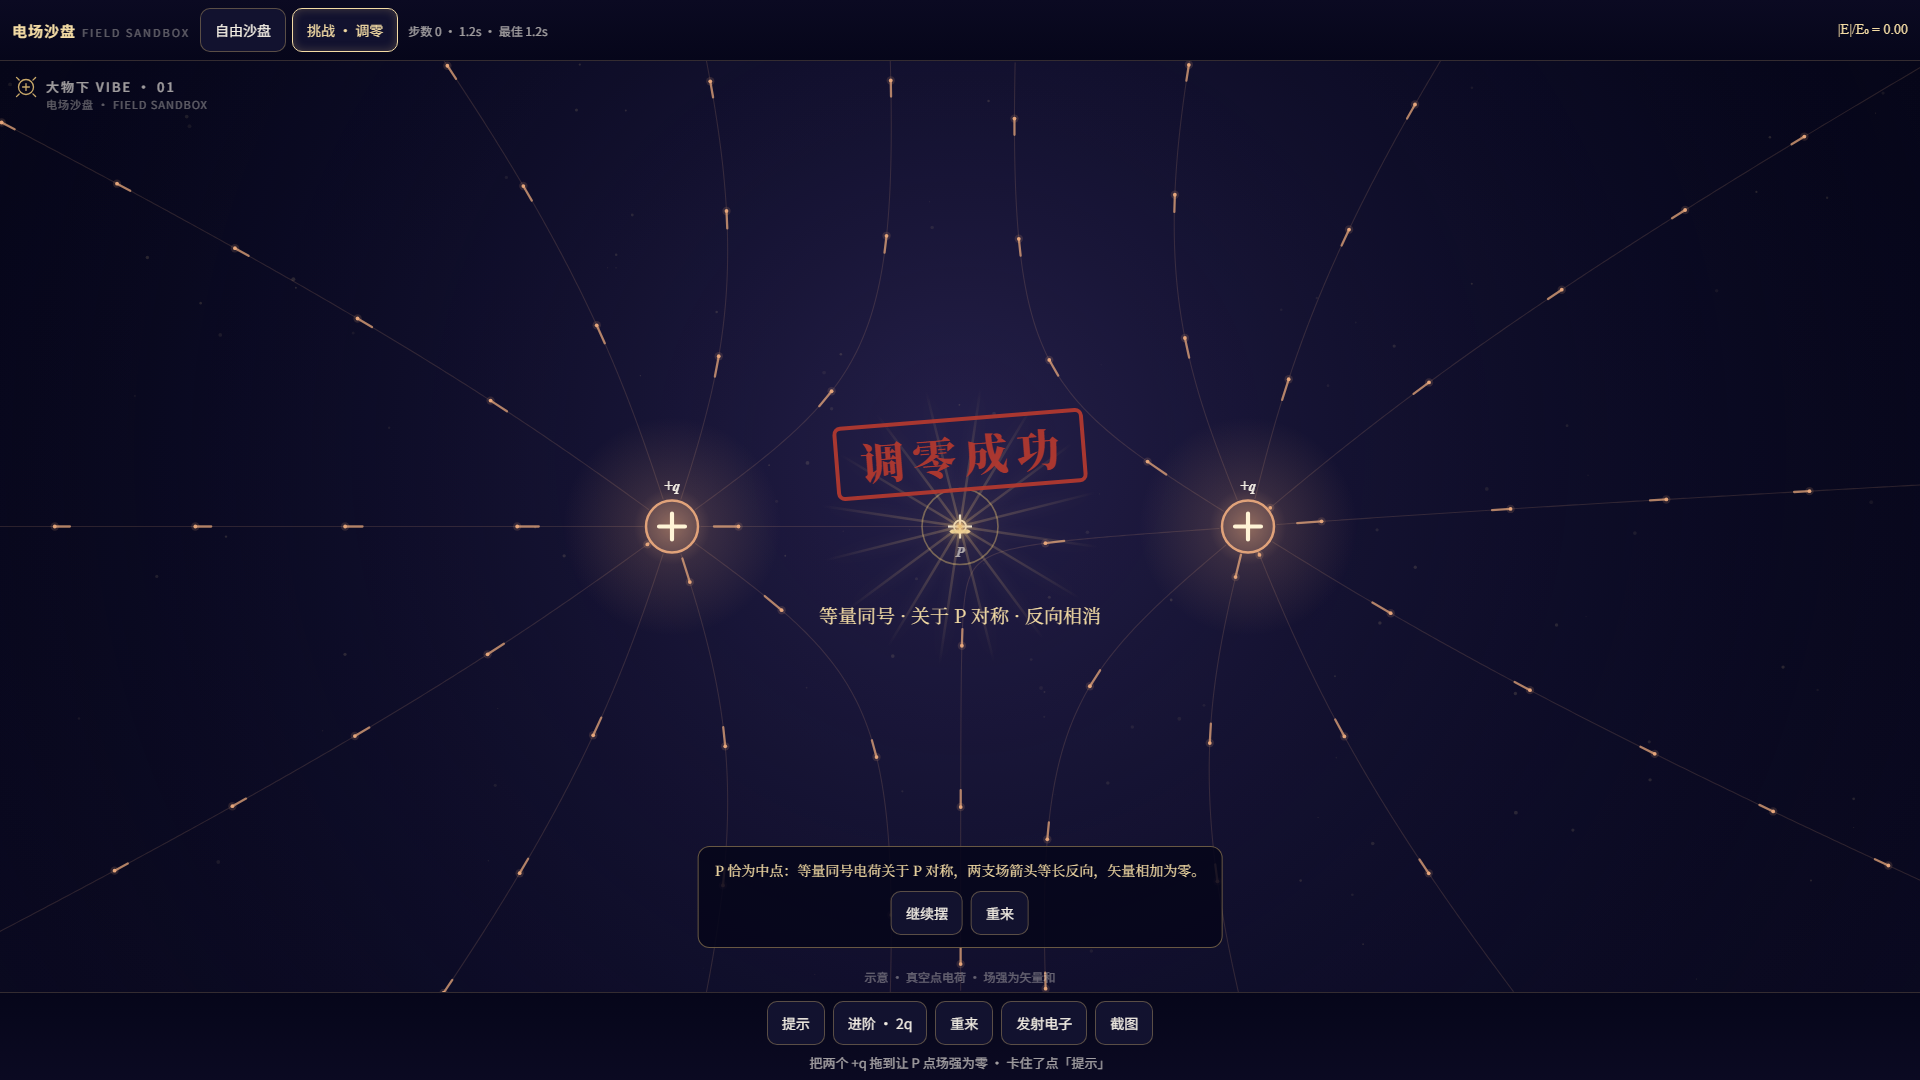 电场沙盘 FIELD SANDBOX
自由沙盘
挑战 · 调零
步数 0 · 1.2s · 最佳 1.2s
|E|/E₀ = 0.00
大物下 VIBE · 01
电场沙盘 · FIELD SANDBOX
调零成功
+q
+q
P
等量同号 · 关于 P 对称 · 反向相消
P 恰为中点：等量同号电荷关于 P 对称，两支场箭头等长反向，矢量相加为零。
继续摆
重来
示意 · 真空点电荷 · 场强为矢量和
提示
进阶 · 2q
重来
发射电子
截图
把两个 +q 拖到让 P 点场强为零 · 卡住了点「提示」